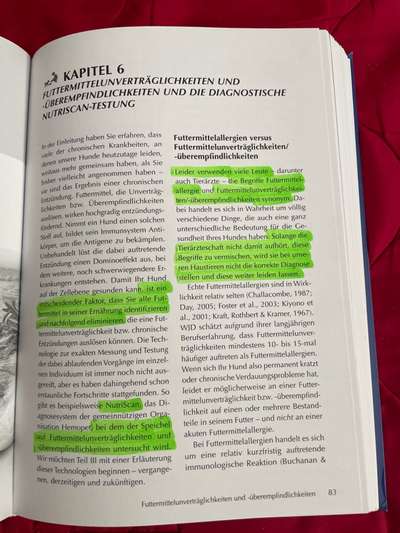 KAPITEL 6
FUTTERMITTELUNVERTRÄGLICHKEITEN UND
-ÜBEREMPFINDLICHKEITEN UND DIE DIAGNOSTISCHE
NUTRISCAN-TESTUNG
In der Einleitung haben Sie erfahren, dass
viele der chronischen Krankheiten, an
denen unsere Hunde heutzutage leiden,
weitaus mehr gemeinsam haben, als Sie
bisher vielleicht angenommen haben –
sie sind das Ergebnis einer chronischen
Entzündung. Futtermittel, die Unver-
träglichkeiten bzw. Überempfindlichkeiten
auslösen, wirken hochgradig entzündungs-
fördernd. Nimmt ein Hund einen solchen
Stoff auf, bildet sein Immunsystem Anti-
körper, um die Antigene zu bekämpfen.
Unbehandelt löst die dabei auftretende
Entzündung einen Dominoeffekt aus, bei
dem weitere, noch schwerwiegendere Er-
krankungen entstehen. Damit Ihr Hund
auf der Zellebene gesunden kann, ist ein
entscheidender Faktor, dass Sie alle Fut-
termittel in seiner Ernährung identifizieren
und nachfolgend eliminieren, die eine Fut-
termittelunverträglichkeit bzw. chronische
Entzündungen auslösen können. Die Tech-
nologie zur exakten Messung und Testung
der dabei ablaufenden Vorgänge im einzel-
nen Individuum ist immer noch nicht aus-
gereift, aber es haben dahingehend schon
erstaunliche Fortschritte stattgefunden. So
gibt es beispielsweise NutriScan, das Dia-
gnosesystem der gemeinnützigen Orga-
nisation Hemopet, bei dem der Speichel
auf Futtermittelunverträglichkeiten und
-überempfindlichkeiten untersucht wird.
Wir möchten Teil III mit einer Erläuterung
dieser Technologien beginnen – vergange-
nen, derzeitigen und zukünftigen.
Futtermittelallergien versus
Futtermittelunverträglichkeiten/
-überempfindlichkeiten
Leider verwenden viele Leute – darunter
auch Tierärzte – die Begriffe Futtermittel-
allergie und Futtermittelunverträglichkei-
ten/-überempfindlichkeiten synonym. Da-
bei handelt es sich in Wahrheit um völlig
verschiedene Dinge, die auch eine ganz
unterschiedliche Bedeutung für die Ge-
sundheit Ihres Hundes haben. Solange die
Tierärzteschaft nicht damit aufhört, diese
Begriffe zu vermischen, wird sie bei unse-
ren Haustieren nicht die korrekte Diagnose
stellen und diese weiter leiden lassen.
Echte Futtermittelallergien sind in Wirk-
lichkeit relativ selten (Challacombe, 1987;
Day, 2005; Foster et al., 2003; Kiyono et
al., 2001; Kraft, Rothbert & Kramer, 1967).
WJD schätzt aufgrund ihrer langjährigen
Berufserfahrung, dass Futtermittelunver-
träglichkeiten mindestens 10- bis 15-mal
häufiger auftreten als Futtermittelallergien.
Wenn sich Ihr Hund also permanent kratzt
oder chronische Verdauungsprobleme hat,
leidet er möglicherweise an einer Futter-
mittelunverträglichkeit bzw. -überempfind-
lichkeit auf einen oder mehrere Bestand-
teile in seinem Futter – und nicht an einer
akuten Futtermittelallergie.
Bei Futtermittelallergien handelt es sich
um eine relativ kurzfristig auftretende
immunologische Reaktion (Buchanan &
Futtermittelunverträglichkeiten und -überempfindlichkeiten 83